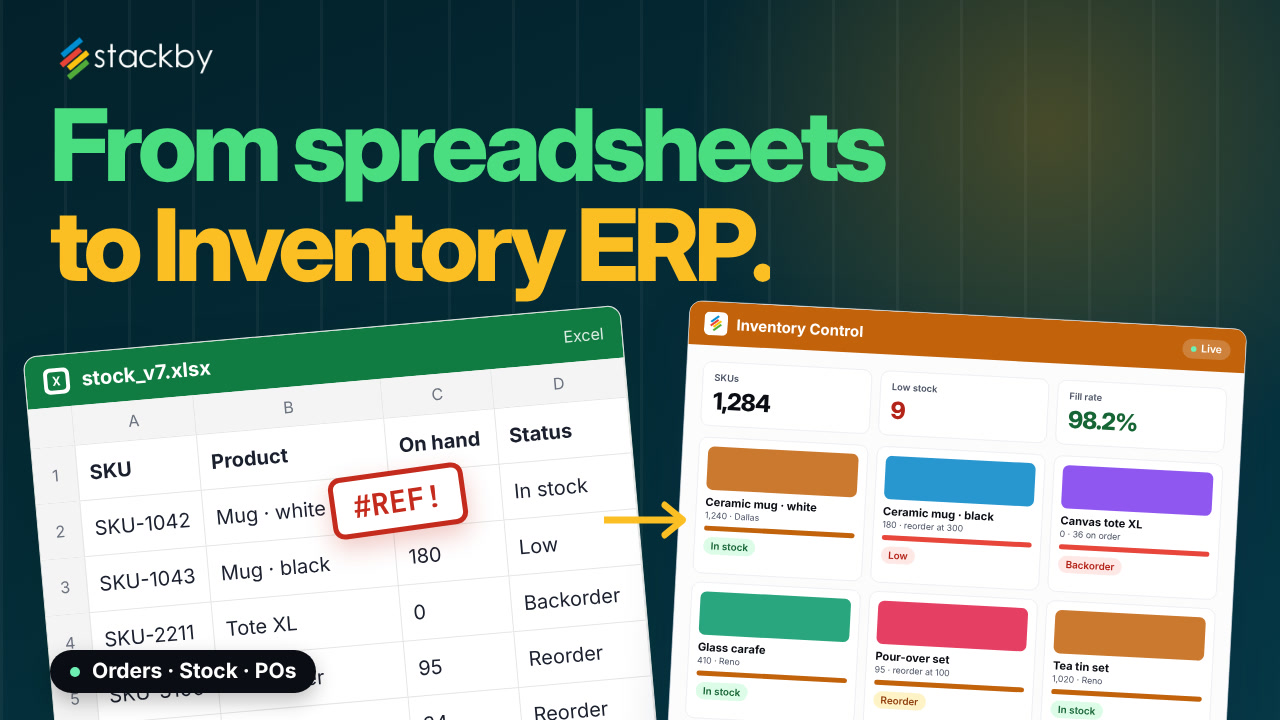 stackby
From spreadsheets
to Inventory ERP.
X stock_v7.xlsx Excel
A B C D
1 SKU Product On hand Status
2 SKU-1042 Mug · white #REF! In stock
3 SKU-1043 Mug · black 180 Low
4 SKU-2211 Tote XL 0 Backorder
5 95 Reorder
Reorder
Orders · Stock · POs
Inventory Control Live
SKUs Low stock Fill rate
1,284 9 98.2%
Ceramic mug · white
1,240 · Dallas
In stock
Ceramic mug · black
180 · reorder at 300
Low
Canvas tote XL
0 · 36 on order
Backorder
Glass carafe
410 · Reno
In stock
Pour-over set
95 · reorder at 100
Reorder
Tea tin set
1,020 · Reno
In stock